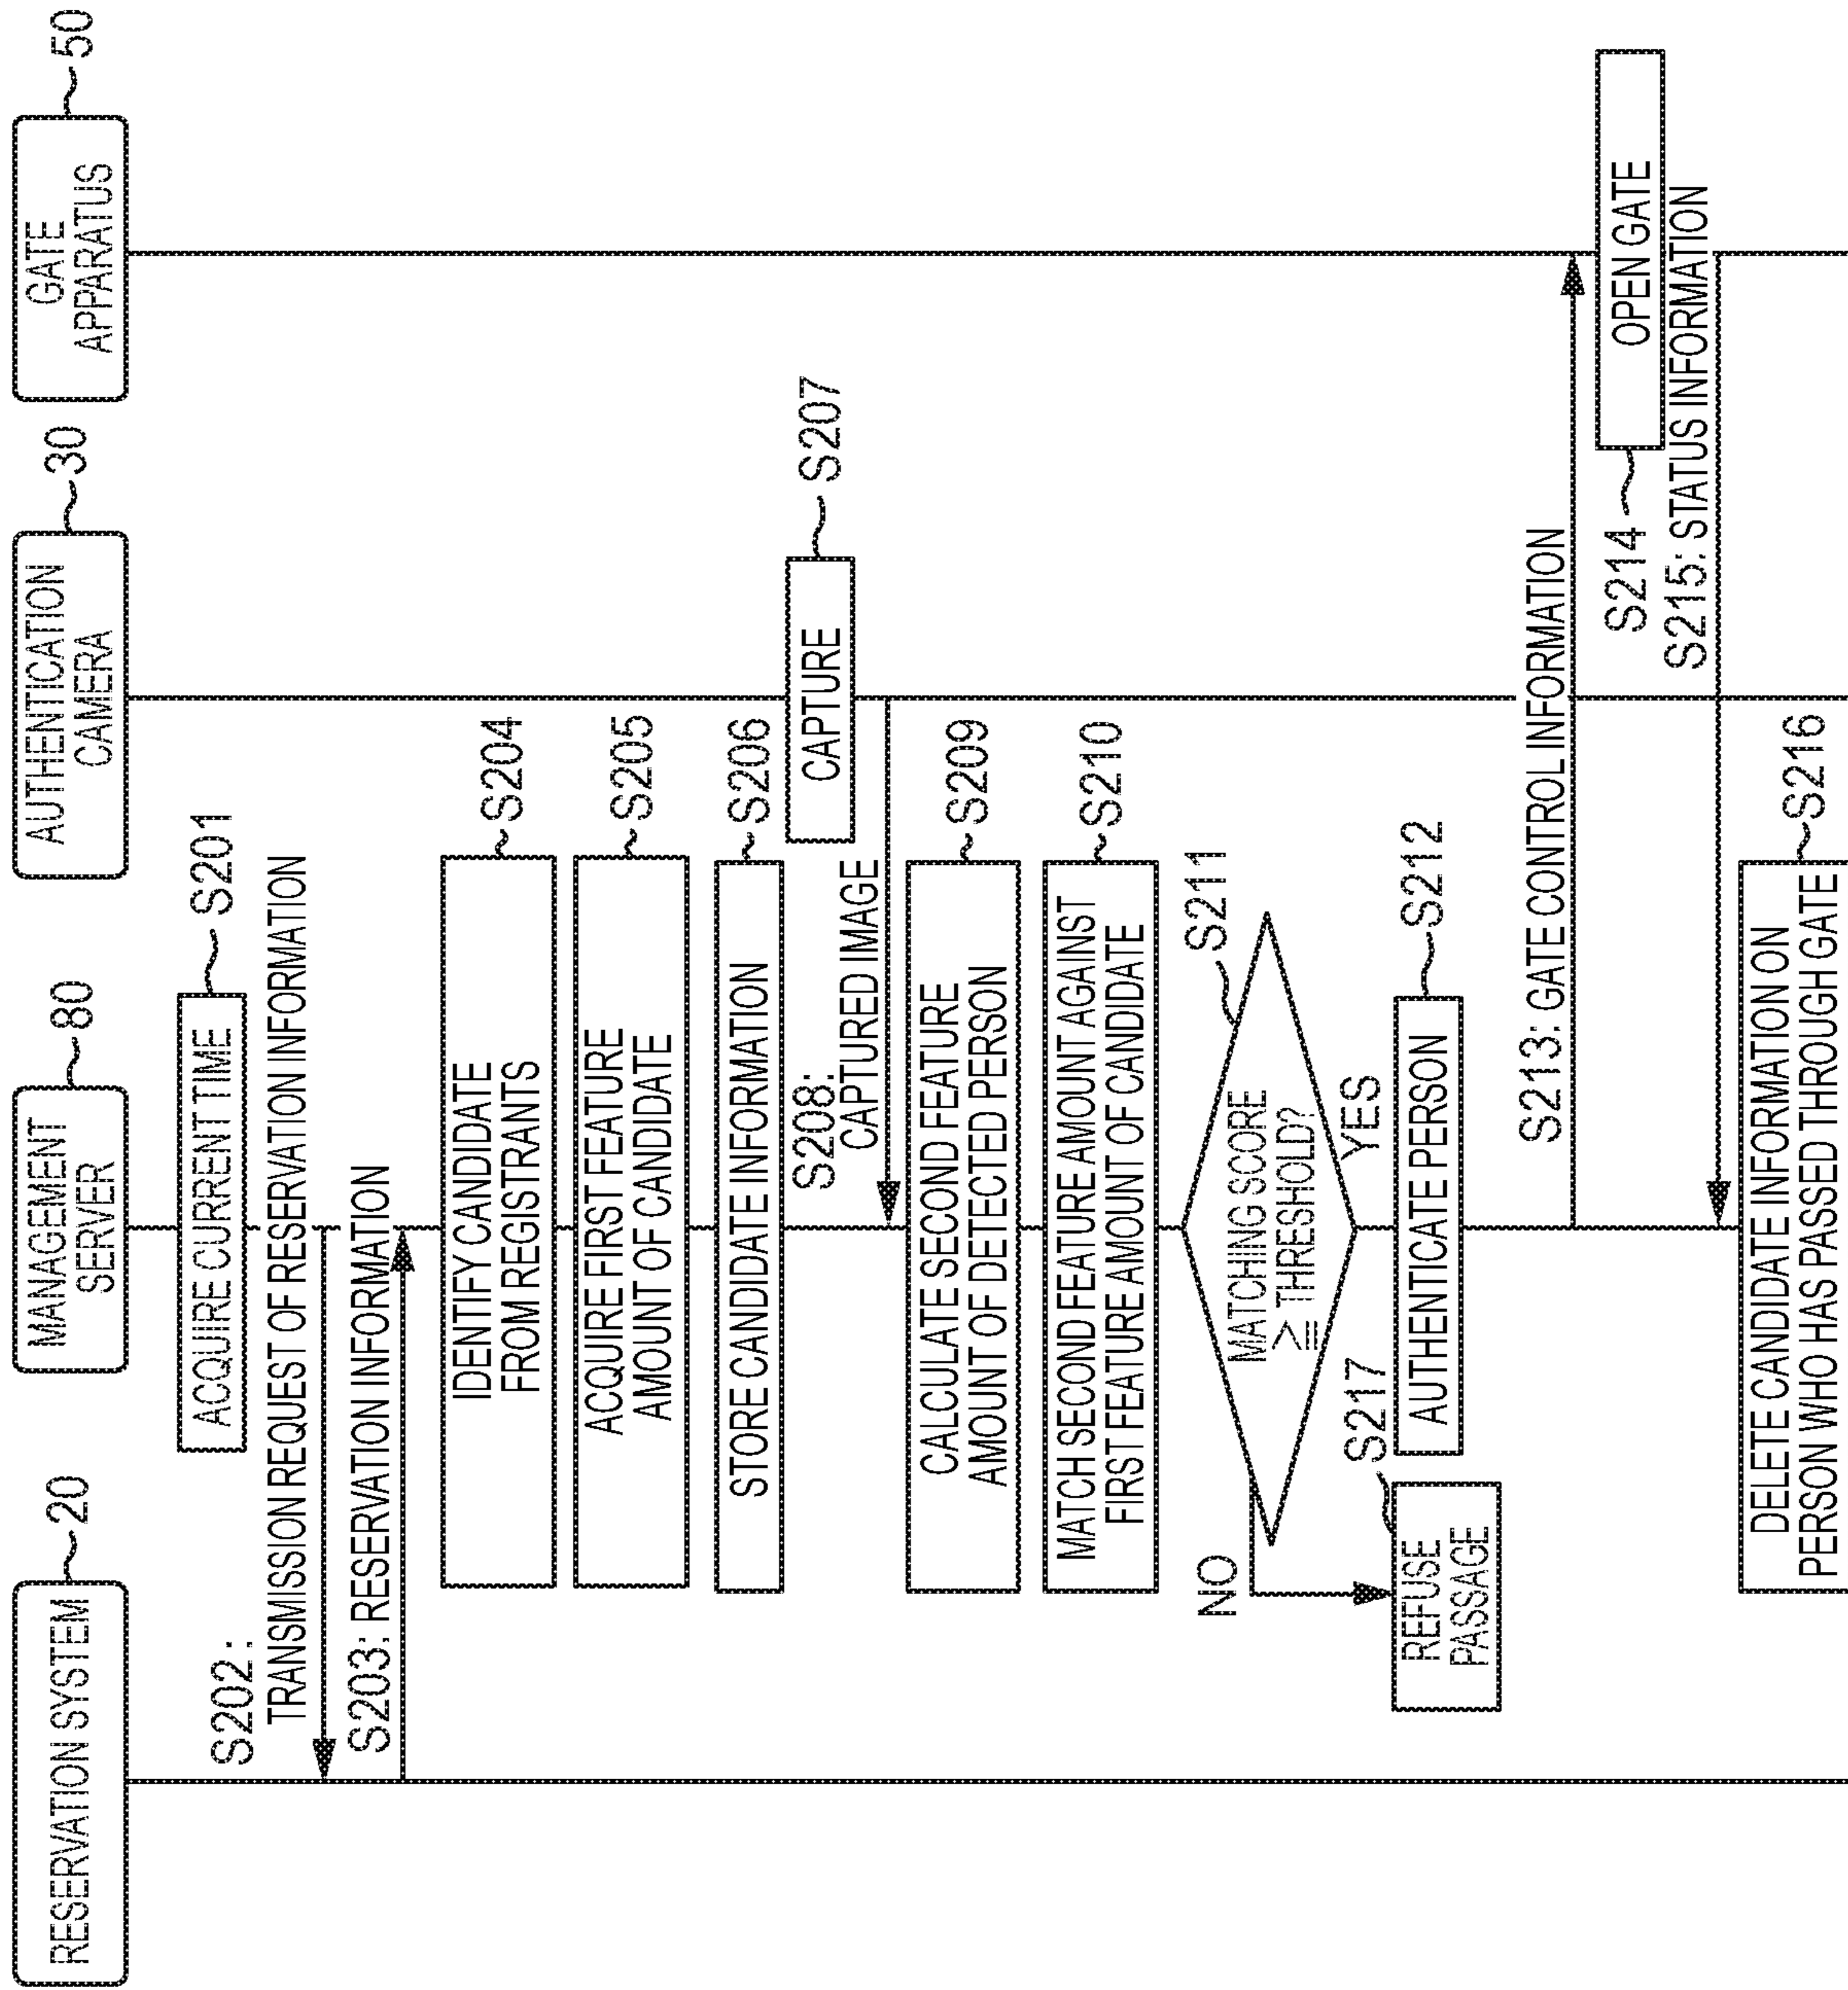 RESERVATION SYSTEM
20
MANAGEMENT
SERVER
80
AUTHENTICATION
CAMERA
30
GATE
APPARATUS
50
ACQUIRE CURRENT TIME
S201
S202 :
TRANSMISSION REQUEST OF RESERVATION INFORMATION
S203: RESERVATION INFORMATION
IDENTIFY CANDIDATE
FROM REGISTRANTS
S204
ACQUIRE FIRST FEATURE
AMOUNT OF CANDIDATE
S205
STORE CANDIDATE INFORMATION
S206
CAPTURE
S207
S208:
CAPTURED IMAGE
CALCULATE SECOND FEATURE
AMOUNT OF DETECTED PERSON
S209
MATCH SECOND FEATURE AMOUNT AGAINST
FIRST FEATURE AMOUNT OF CANDIDATE
S210
MATCHING SCORE
≧ THRESHOLD?
S211
NO
YES
S217
REFUSE
PASSAGE
AUTHENTICATE PERSON
S212
S213: GATE CONTROL INFORMATION
OPEN GATE
S214
S215: STATUS INFORMATION
DELETE CANDIDATE INFORMATION ON
PERSON WHO HAS PASSED THROUGH GATE
S216